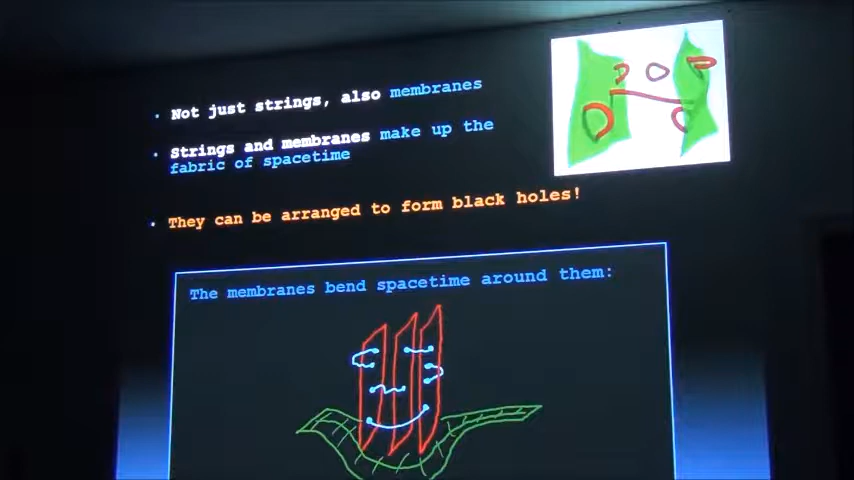 Not just strings, also membranes
Strings and membranes make up the
fabric of spacetime
They can be arranged to form black holes!
The membranes bend spacetime around them: